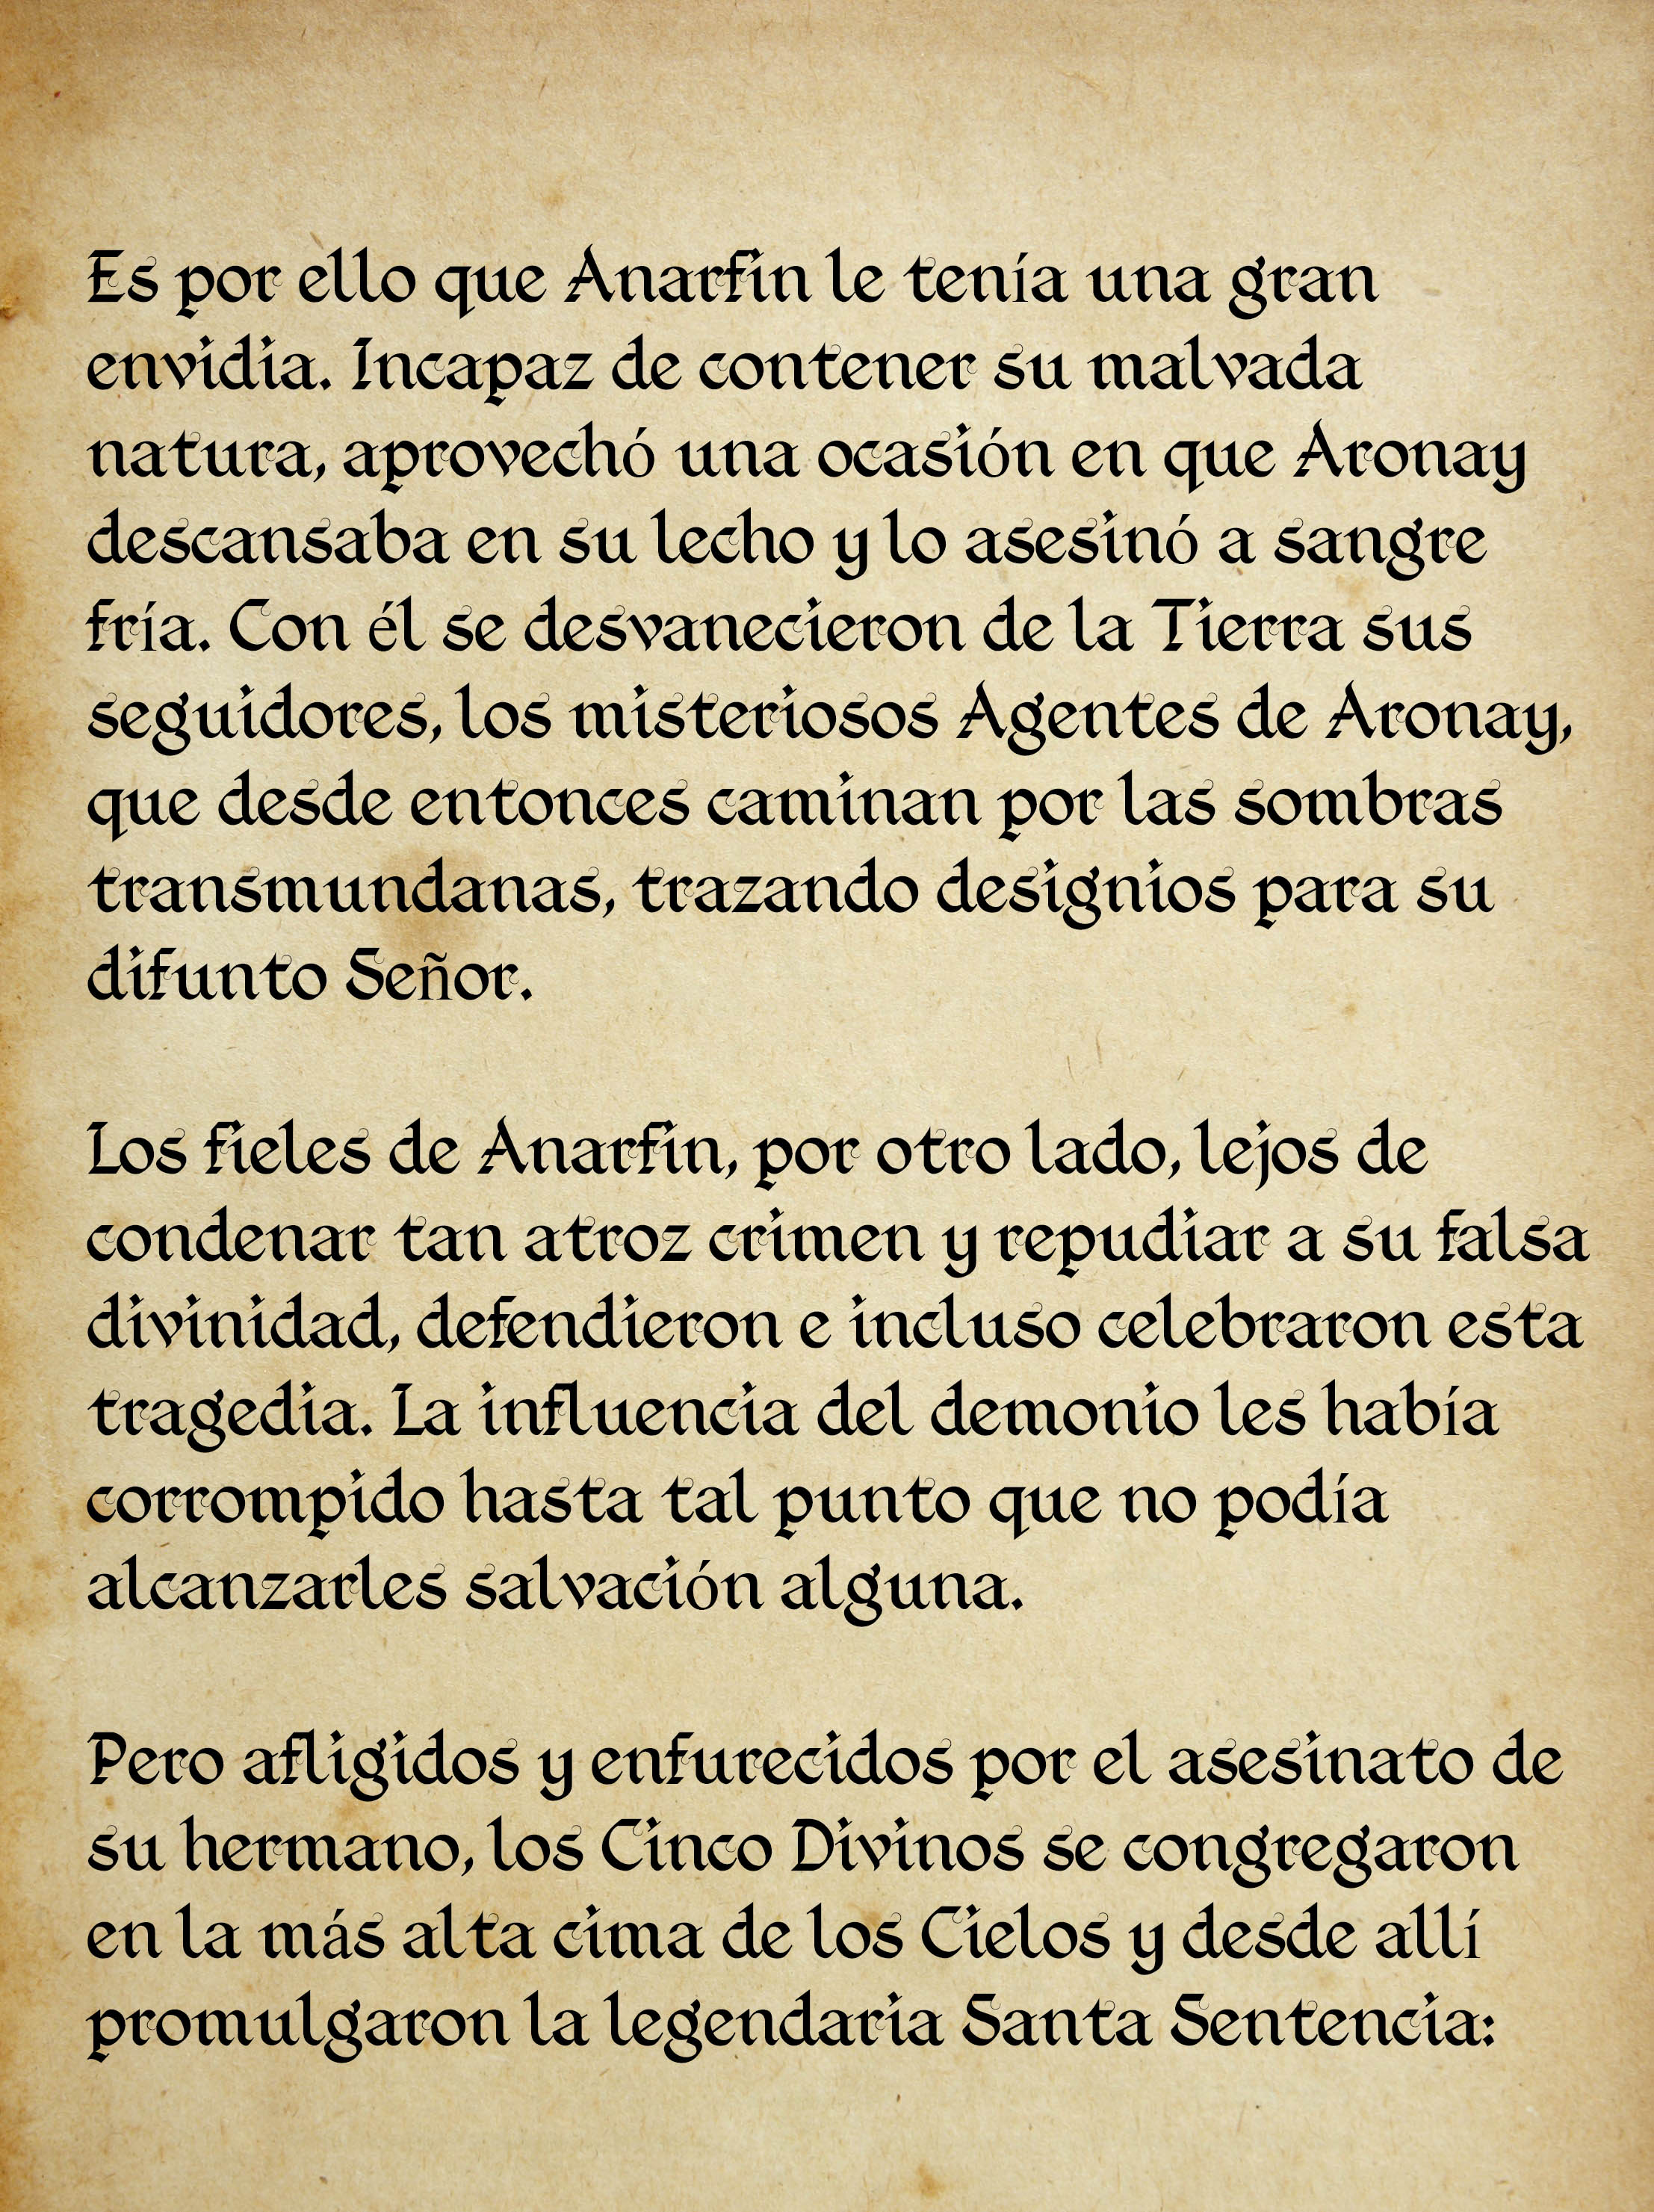 Es por ello que Anarfin le tenía una gran
envidia. Incapaz de contener su malvada
natura, aprovechó una ocasión en que Aronay
descansaba en su lecho y lo asesinó a sangre
fría. Con él se desvanecieron de la Tierra sus
seguidores, los misteriosos Agentes de Aronay,
que desde entonces caminan por las sombras
transmundanas, trazando designios para su
difunto Señor.
Los fieles de Anarfin, por otro lado, lejos de
condenar tan atroz crimen y repudiar a su falsa
divinidad, defendieron e incluso celebraron esta
tragedia. La influencia del demonio les había
corrompido hasta tal punto que no podía
alcanzarles salvación alguna.
Pero afligidos y enfurecidos por el asesinato de
su hermano, los Cinco Divinos se congregaron
en la más alta cima de los Cielos y desde allí
promulgaron la legendaria Santa Sentencia: